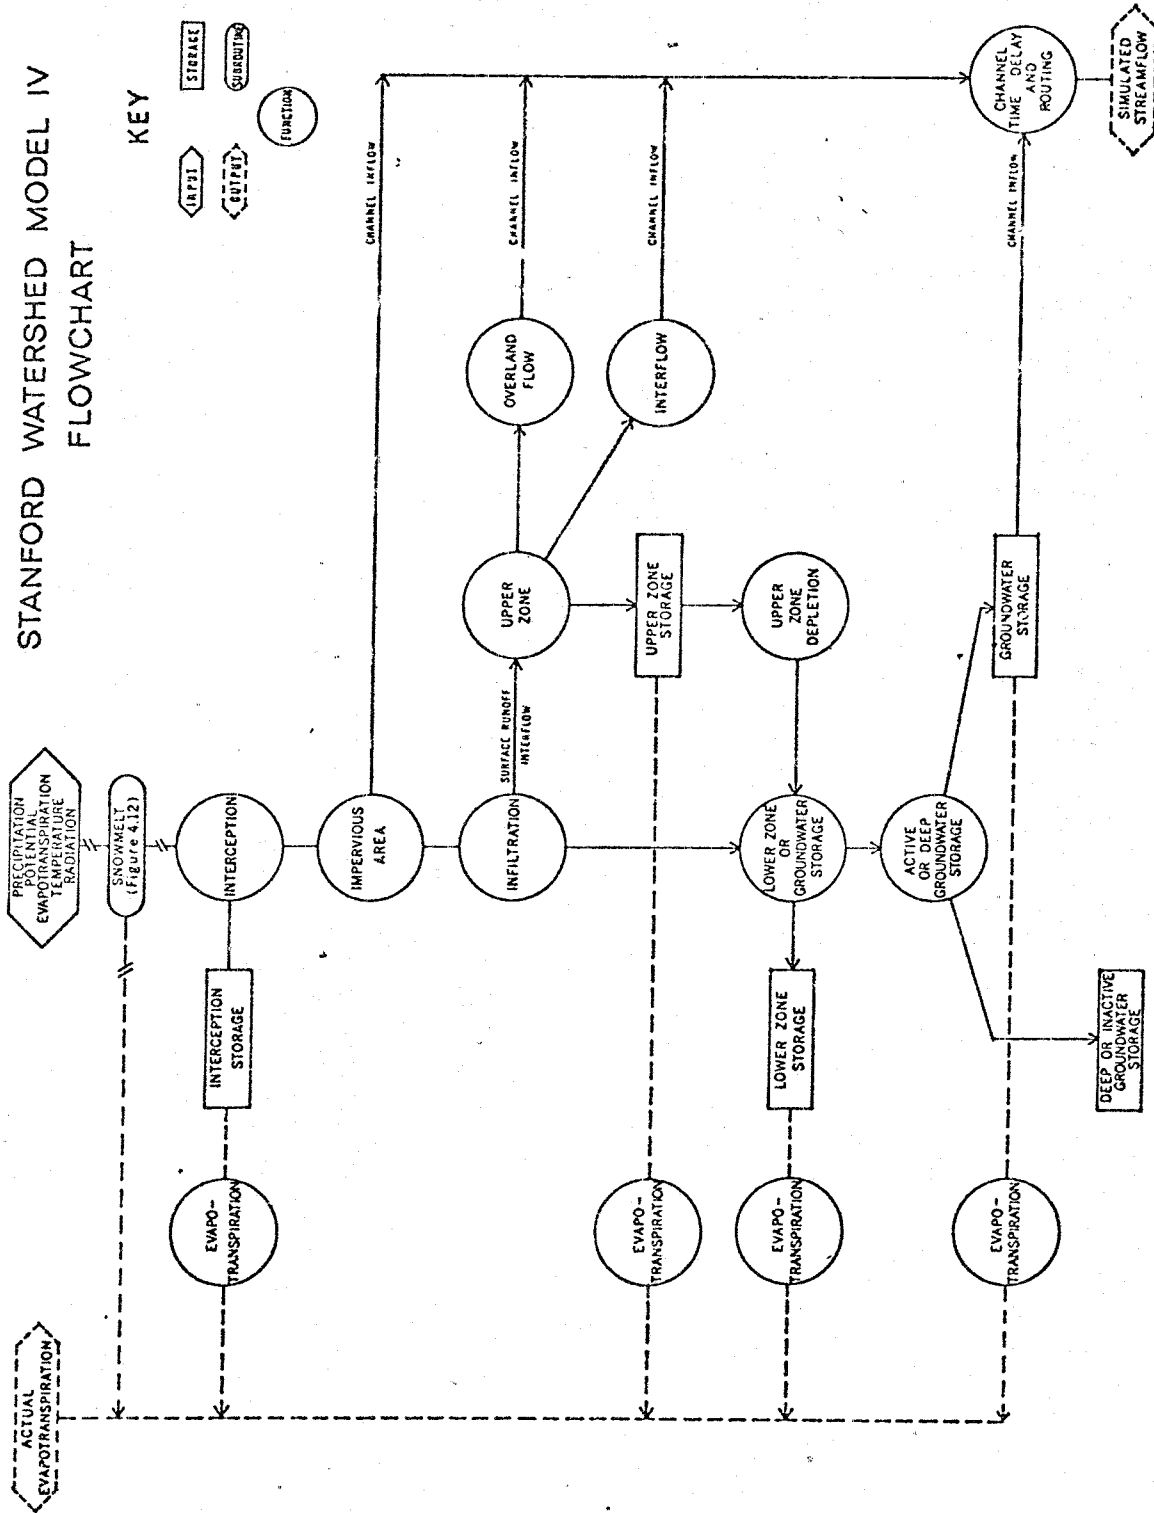 STANFORD WATERSHED MODEL IV
FLOWCHART
KEY
INPUT
STORAGE
OUTPUT
SUBROUTINE
FUNCTION
ACTUAL
EVAPOTRANSPIRATION
PRECIPITATION
POTENTIAL
EVAPOTRANSPIRATION
TEMPERATURE
RADIATION
SNOWMELT
(Figure 4.12)
EVAPO-
TRANSPIRATION
INTERCEPTION
STORAGE
INTERCEPTION
IMPERVIOUS
AREA
CHANNEL INFLOW
INFILTRATION
SURFACE RUNOFF
INTERFLOW
UPPER
ZONE
OVERLAND
FLOW
CHANNEL INFLOW
INTERFLOW
CHANNEL INFLOW
EVAPO-
TRANSPIRATION
UPPER ZONE
STORAGE
EVAPO-
TRANSPIRATION
LOWER ZONE
STORAGE
LOWER ZONE
OR
GROUNDWATER
STORAGE
UPPER
ZONE
DEPLETION
ACTIVE
OR DEEP
GROUNDWATER
STORAGE
EVAPO-
TRANSPIRATION
GROUNDWATER
STORAGE
CHANNEL INFLOW
CHANNEL
TIME DELAY
AND
ROUTING
DEEP OR INACTIVE
GROUNDWATER
STORAGE
SIMULATED
STREAMFLOW